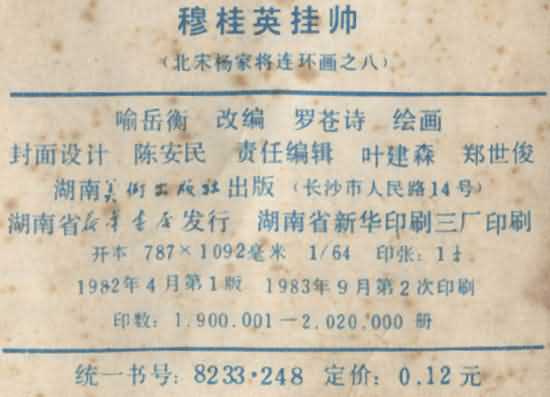 穆桂英挂帅
(北宋杨家将连环画之八)
喻岳衡 改编 罗苍诗 绘画
封面设计 陈安民 责任编辑 叶建森 郑世俊
湖南美术出版社出版 (长沙市人民路14号)
湖南省新华书店发行 湖南省新华印刷三厂印刷
开本 787×1092毫米 1/64 印张:
1982年4月第1版 1983年9月第2次印刷
印数:1.900.001—2.020.000 册
统一书号:8233·248 定价:0.12元